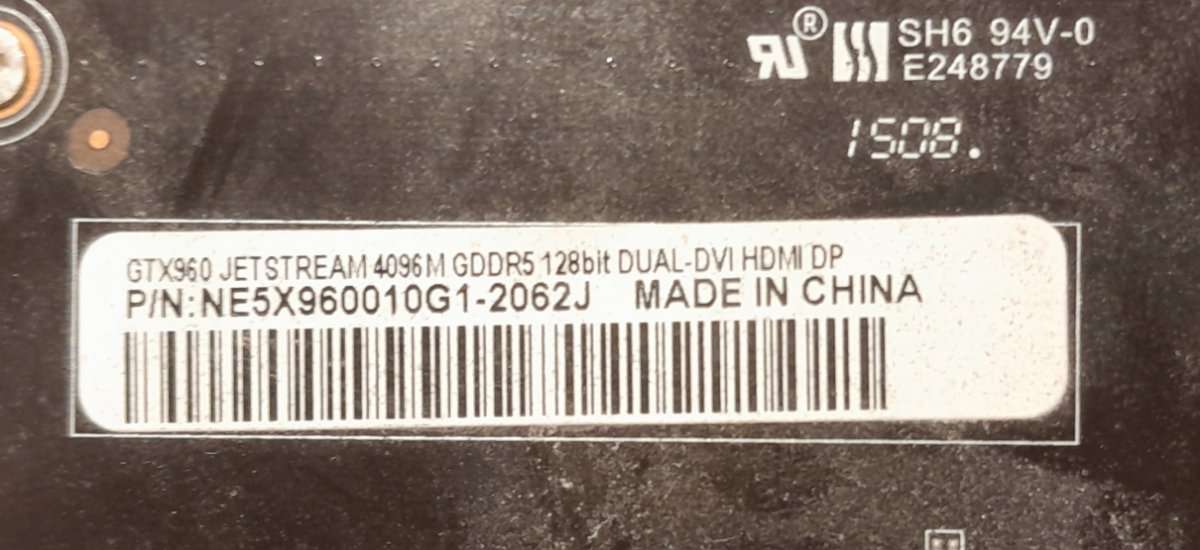 SH6 94V-0
E248779
1508.
GTX960 JETSTREAM 4096M GDDR5 128bit DUAL-DVI HDMI DP
P/N:NE5X960010G1-2062J MADE IN CHINA